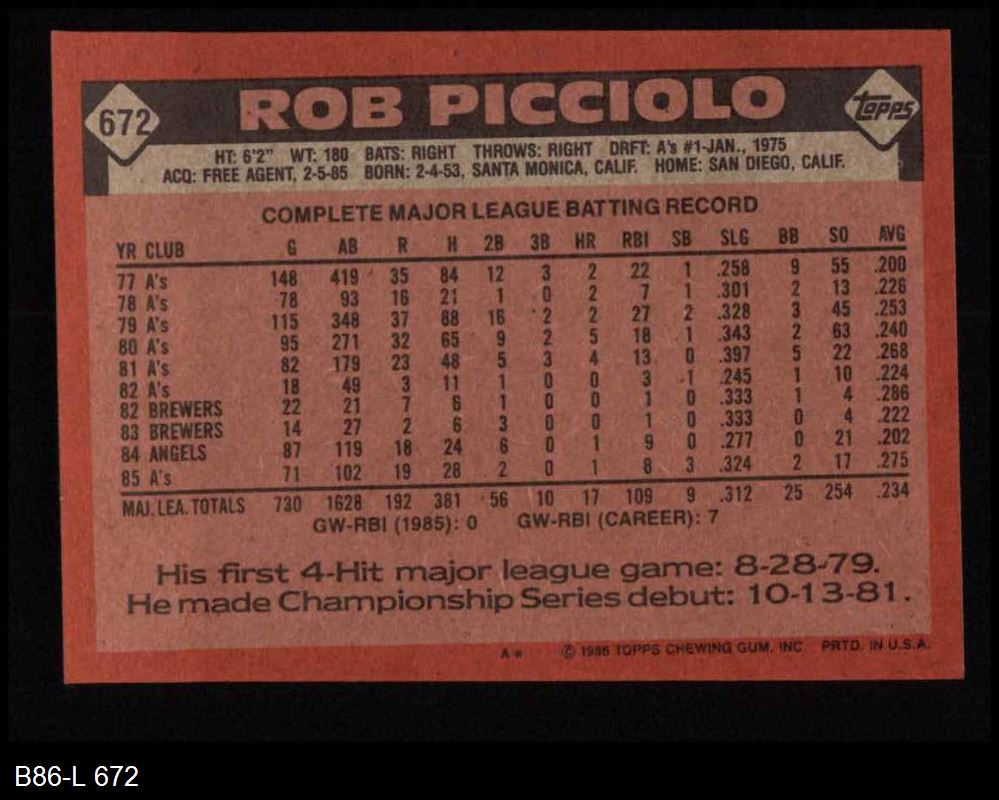 672
ROB PICCIOLO
TOPPS
HT: 6'2" WT: 180 BATS: RIGHT THROWS: RIGHT DRFT: A's #1-JAN., 1975
ACQ: FREE AGENT, 2-5-85 BORN: 2-4-53, SANTA MONICA, CALIF. HOME: SAN DIEGO, CALIF.
COMPLETE MAJOR LEAGUE BATTING RECORD
YR CLUB G AB R H 2B 3B HR RBI SB SLG BB SO AVG
77 A's 148 419 35 84 12 3 2 22 1 .258 9 55 .200
78 A's 78 93 16 21 1 0 2 7 1 .301 2 13 .226
79 A's 115 348 37 88 16 2 2 27 2 .328 3 45 .253
80 A's 95 271 32 65 9 2 5 18 1 .343 2 63 .240
81 A's 82 179 23 48 5 3 4 13 0 .397 5 22 .268
82 A's 18 49 3 11 1 0 0 3 1 .245 1 10 .224
82 BREWERS 22 21 7 6 1 0 0 1 0 .333 1 4 .286
83 BREWERS 14 27 2 6 3 0 0 1 0 .333 0 4 .222
84 ANGELS 87 119 18 24 6 0 1 9 0 .277 0 21 .202
85 A's 71 102 19 28 2 0 1 8 3 .324 2 17 .275
MAJ. LEA. TOTALS 730 1628 192 381 56 10 17 109 9 .312 25 254 .234
GW-RBI (1985): 0 GW-RBI (CAREER): 7
His first 4-Hit major league game: 8-28-79.
He made Championship Series debut: 10-13-81.
A* © 1986 TOPPS CHEWING GUM, INC. PRTD. IN U.S.A.
B86-L 672